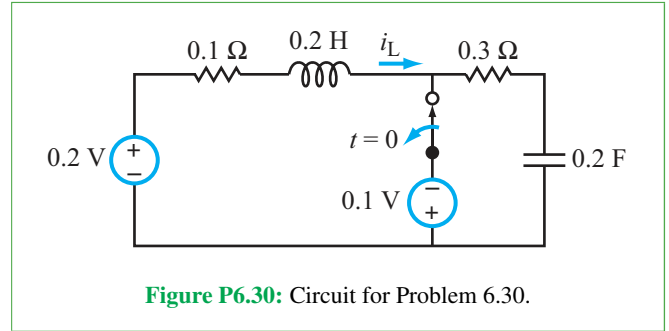 0.1 Ω 0.2 H iL 0.3 Ω
t = 0
0.2 V + − 0.2 F
0.1 V − +
Figure P6.30: Circuit for Problem 6.30.